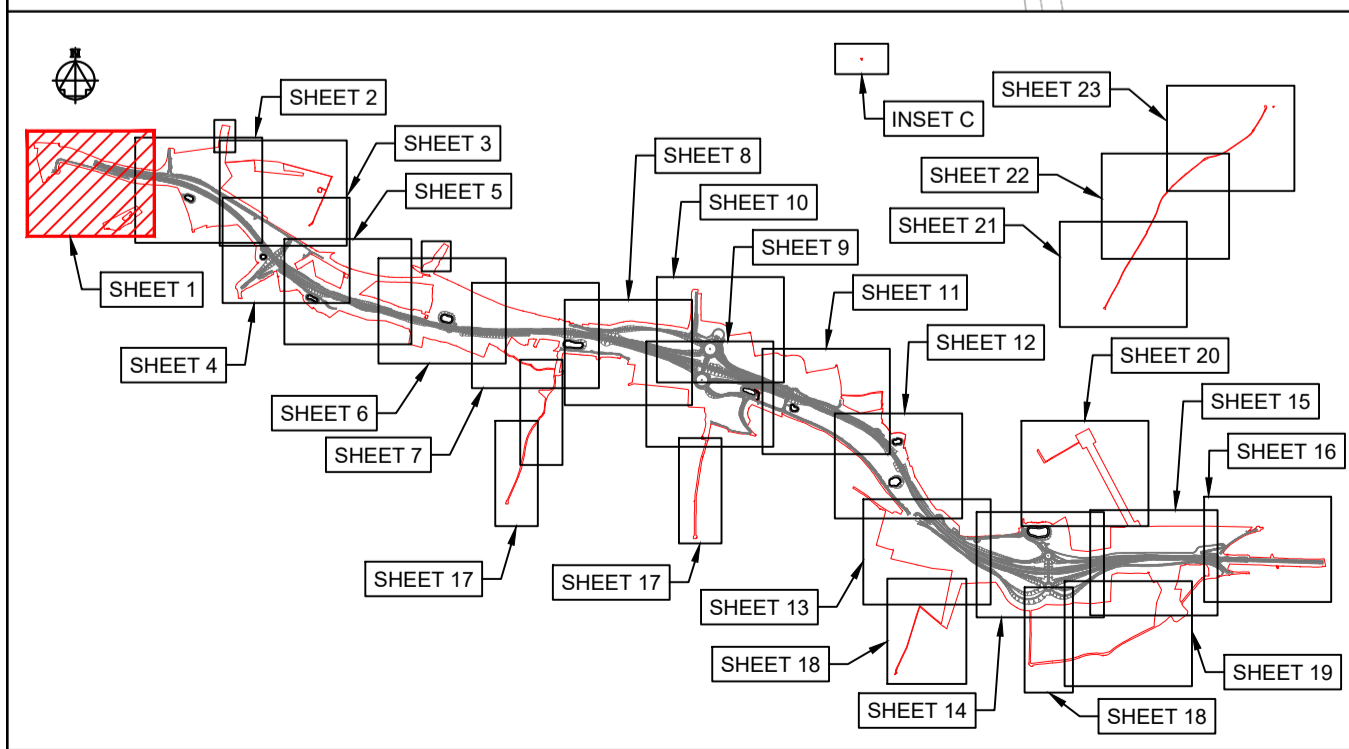 SHEET 2
SHEET 3
SHEET 5
SHEET 1
SHEET 4
SHEET 6
SHEET 7
SHEET 8
SHEET 10
SHEET 9
SHEET 11
SHEET 12
INSET C
SHEET 23
SHEET 22
SHEET 21
SHEET 20
SHEET 15
SHEET 16
SHEET 17
SHEET 17
SHEET 13
SHEET 18
SHEET 14
SHEET 18
SHEET 19